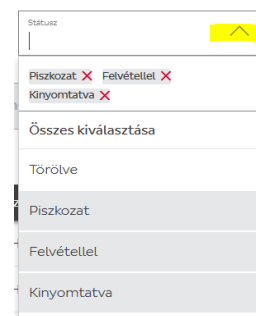 Státusz
Piszkozat Felvétellel
Kinyomtatva
Összes kiválasztása
Törölve
Piszkozat
Felvétellel
Kinyomtatva